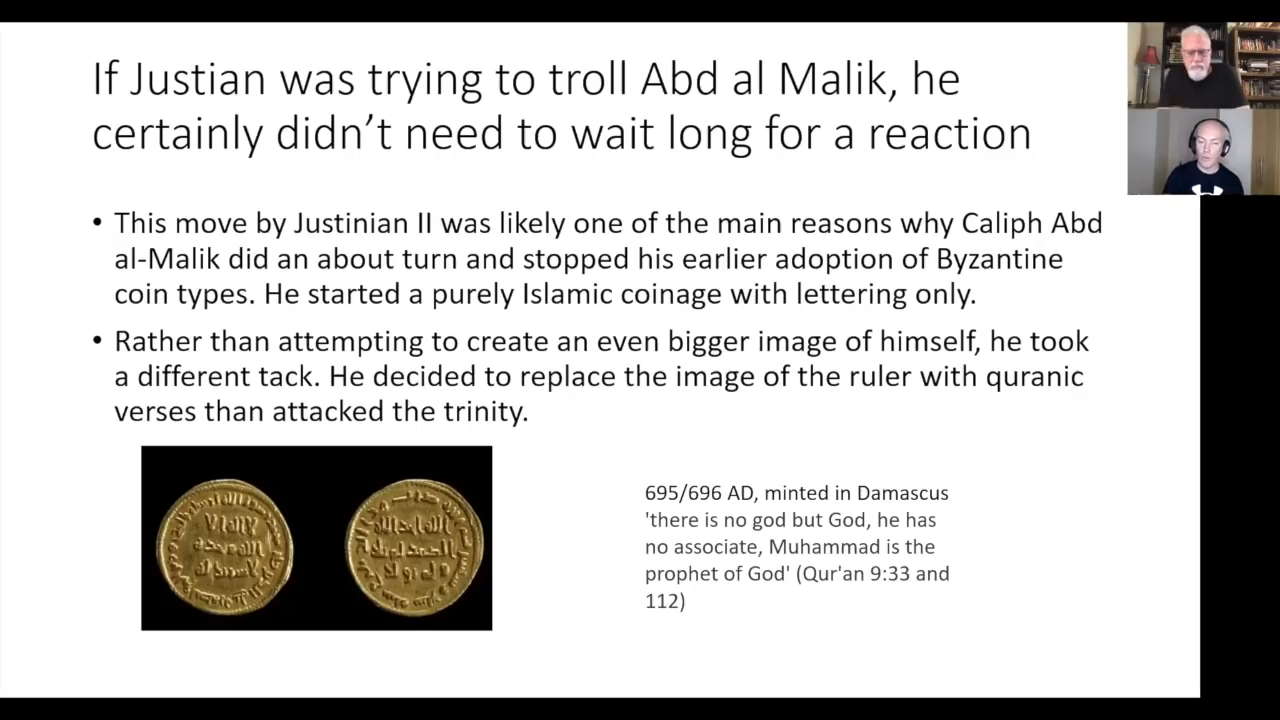 If Justian was trying to troll Abd al Malik, he
certainly didn’t need to wait long for a reaction
• This move by Justinian II was likely one of the main reasons why Caliph Abd
al-Malik did an about turn and stopped his earlier adoption of Byzantine
coin types. He started a purely Islamic coinage with lettering only.
• Rather than attempting to create an even bigger image of himself, he took
a different tack. He decided to replace the image of the ruler with quranic
verses than attacked the trinity.
695/696 AD, minted in Damascus
'there is no god but God, he has
no associate, Muhammad is the
prophet of God' (Qur'an 9:33 and
112)